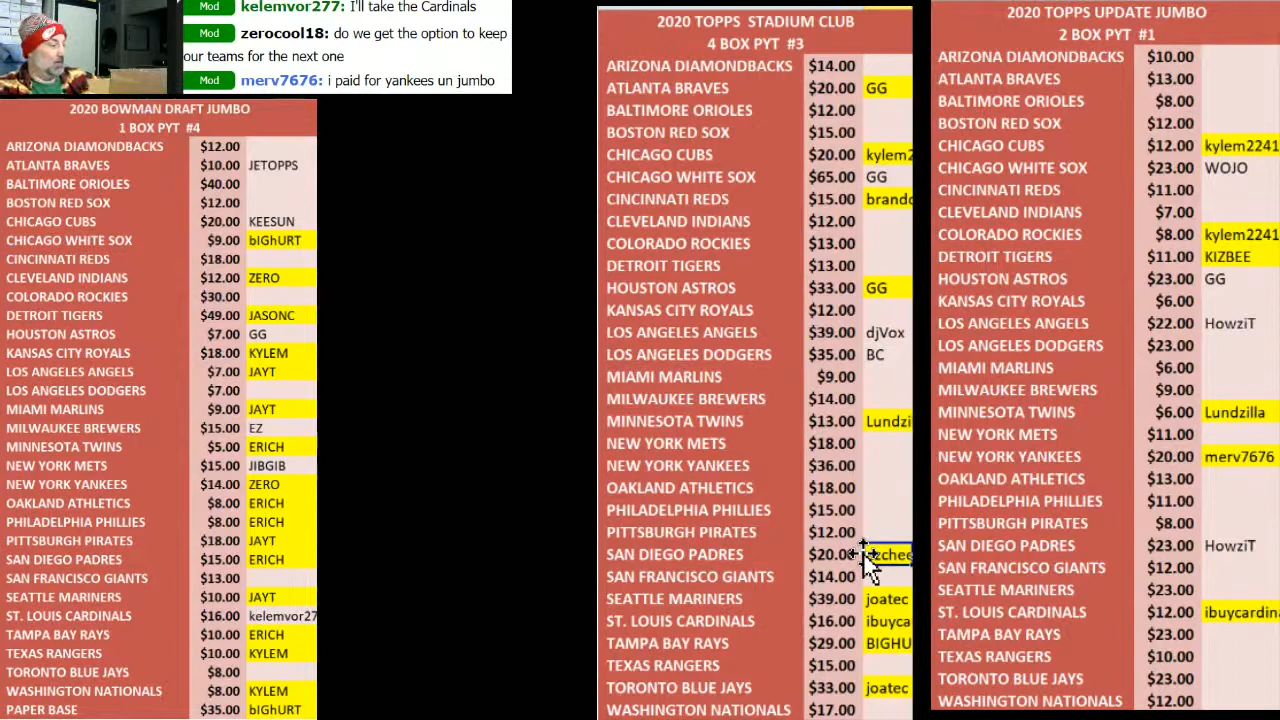 Mod kelemvor277: I'll take the Cardinals
Mod zerocool18: do we get the option to keep
our teams for the next one
Mod merv7676: i paid for yankees un jumbo
2020 BOWMAN DRAFT JUMBO
1 BOX PYT #4
ARIZONA DIAMONDBACKS $12.00
ATLANTA BRAVES $10.00 JETOPPS
BALTIMORE ORIOLES $40.00
BOSTON RED SOX $12.00
CHICAGO CUBS $20.00 KEESUN
CHICAGO WHITE SOX $9.00 bIGhURT
CINCINNATI REDS $18.00
CLEVELAND INDIANS $12.00 ZERO
COLORADO ROCKIES $30.00
DETROIT TIGERS $49.00 JASONC
HOUSTON ASTROS $7.00 GG
KANSAS CITY ROYALS $18.00 KYLEM
LOS ANGELES ANGELS $7.00 JAYT
LOS ANGELES DODGERS $7.00
MIAMI MARLINS $9.00 JAYT
MILWAUKEE BREWERS $15.00 EZ
MINNESOTA TWINS $5.00 ERICH
NEW YORK METS $15.00 JIBGIB
NEW YORK YANKEES $14.00 ZERO
OAKLAND ATHLETICS $8.00 ERICH
PHILADELPHIA PHILLIES $8.00 ERICH
PITTSBURGH PIRATES $18.00 JAYT
SAN DIEGO PADRES $15.00 ERICH
SAN FRANCISCO GIANTS $13.00
SEATTLE MARINERS $10.00 JAYT
ST. LOUIS CARDINALS $16.00 kelemvor27
TAMPA BAY RAYS $10.00 ERICH
TEXAS RANGERS $10.00 KYLEM
TORONTO BLUE JAYS $8.00
WASHINGTON NATIONALS $8.00 KYLEM
PAPER BASE $35.00 bIGhURT
2020 TOPPS STADIUM CLUB
4 BOX PYT #3
ARIZONA DIAMONDBACKS $14.00
ATLANTA BRAVES $20.00 GG
BALTIMORE ORIOLES $12.00
BOSTON RED SOX $15.00
CHICAGO CUBS $20.00 kylem2
CHICAGO WHITE SOX $65.00 GG
CINCINNATI REDS $15.00 brando
CLEVELAND INDIANS $12.00
COLORADO ROCKIES $13.00
DETROIT TIGERS $13.00
HOUSTON ASTROS $33.00 GG
KANSAS CITY ROYALS $12.00
LOS ANGELES ANGELS $39.00 djVox
LOS ANGELES DODGERS $35.00 BC
MIAMI MARLINS $9.00
MILWAUKEE BREWERS $14.00
MINNESOTA TWINS $13.00 Lundzi
NEW YORK METS $18.00
NEW YORK YANKEES $36.00
OAKLAND ATHLETICS $18.00
PHILADELPHIA PHILLIES $15.00
PITTSBURGH PIRATES $12.00
SAN DIEGO PADRES $20.00
SAN FRANCISCO GIANTS $14.00
SEATTLE MARINERS $39.00 joatec
ST. LOUIS CARDINALS $16.00 ibuyca
TAMPA BAY RAYS $29.00 BIGHU
TEXAS RANGERS $15.00
TORONTO BLUE JAYS $33.00 joatec
WASHINGTON NATIONALS $17.00
2020 TOPPS UPDATE JUMBO
2 BOX PYT #1
ARIZONA DIAMONDBACKS $10.00
ATLANTA BRAVES $13.00
BALTIMORE ORIOLES $8.00
BOSTON RED SOX $12.00
CHICAGO CUBS $12.00 kylem2241
CHICAGO WHITE SOX $23.00 WOJO
CINCINNATI REDS $11.00
CLEVELAND INDIANS $7.00
COLORADO ROCKIES $8.00 kylem2241
DETROIT TIGERS $11.00 KIZBEE
HOUSTON ASTROS $23.00 GG
KANSAS CITY ROYALS $6.00
LOS ANGELES ANGELS $22.00 HowziT
LOS ANGELES DODGERS $23.00
MIAMI MARLINS $6.00
MILWAUKEE BREWERS $9.00
MINNESOTA TWINS $6.00 Lundzilla
NEW YORK METS $11.00
NEW YORK YANKEES $20.00 merv7676
OAKLAND ATHLETICS $13.00
PHILADELPHIA PHILLIES $11.00
PITTSBURGH PIRATES $8.00
SAN DIEGO PADRES $23.00 HowziT
SAN FRANCISCO GIANTS $12.00
SEATTLE MARINERS $23.00
ST. LOUIS CARDINALS $12.00 ibuycardin
TAMPA BAY RAYS $23.00
TEXAS RANGERS $10.00
TORONTO BLUE JAYS $23.00
WASHINGTON NATIONALS $12.00